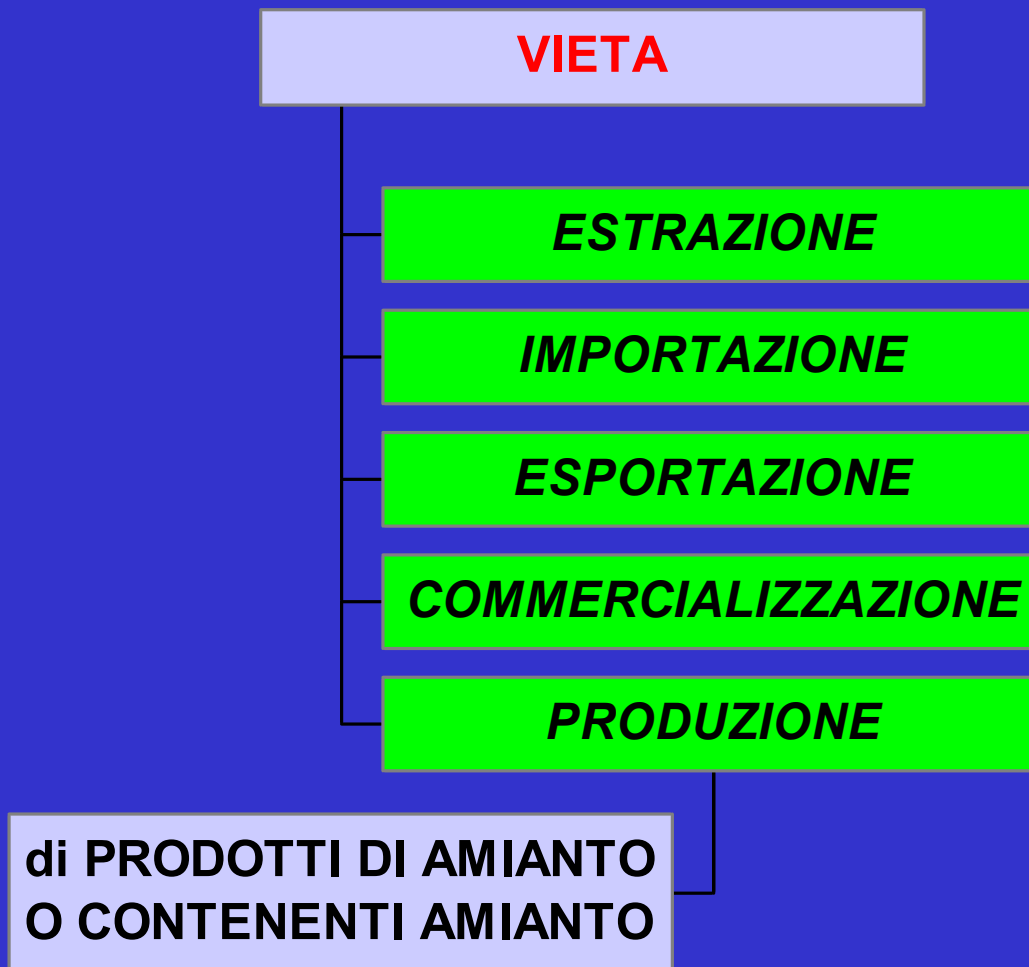 VIETA
ESTRAZIONE
IMPORTAZIONE
ESPORTAZIONE
COMMERCIALIZZAZIONE
PRODUZIONE
di PRODOTTI DI AMIANTO
O CONTENENTI AMIANTO